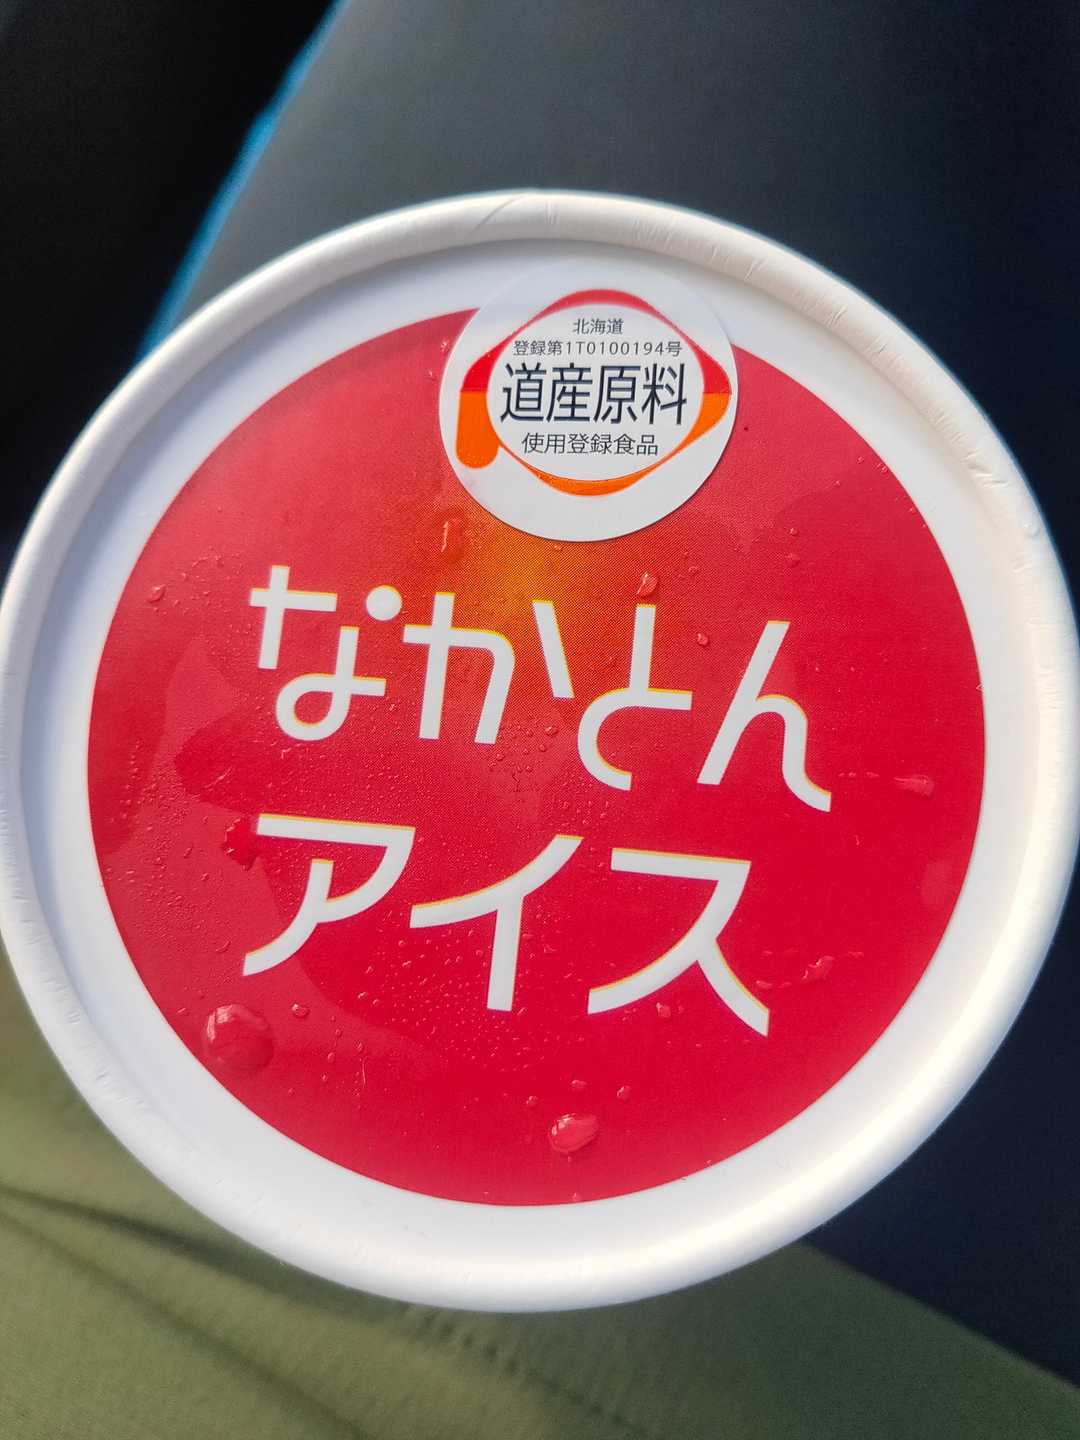 北海道
登録第1T0100194号
道産原料
使用登録食品
なかとん
アイス